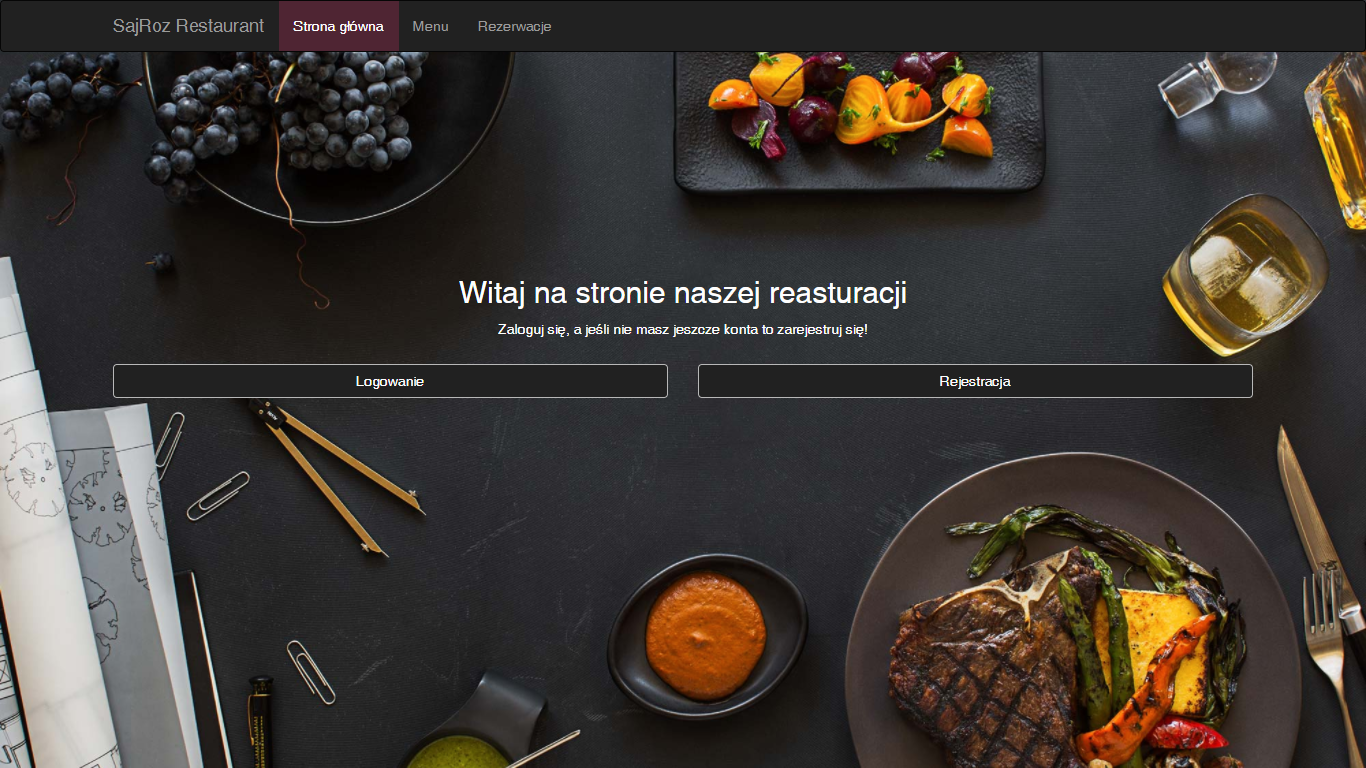 SajRoz Restaurant Strona główna Menu Rezerwacje
Witaj na stronie naszej reasturacji
Zaloguj się, a jeśli nie masz jeszcze konta to zarejestruj się!
Logowanie Rejestracja